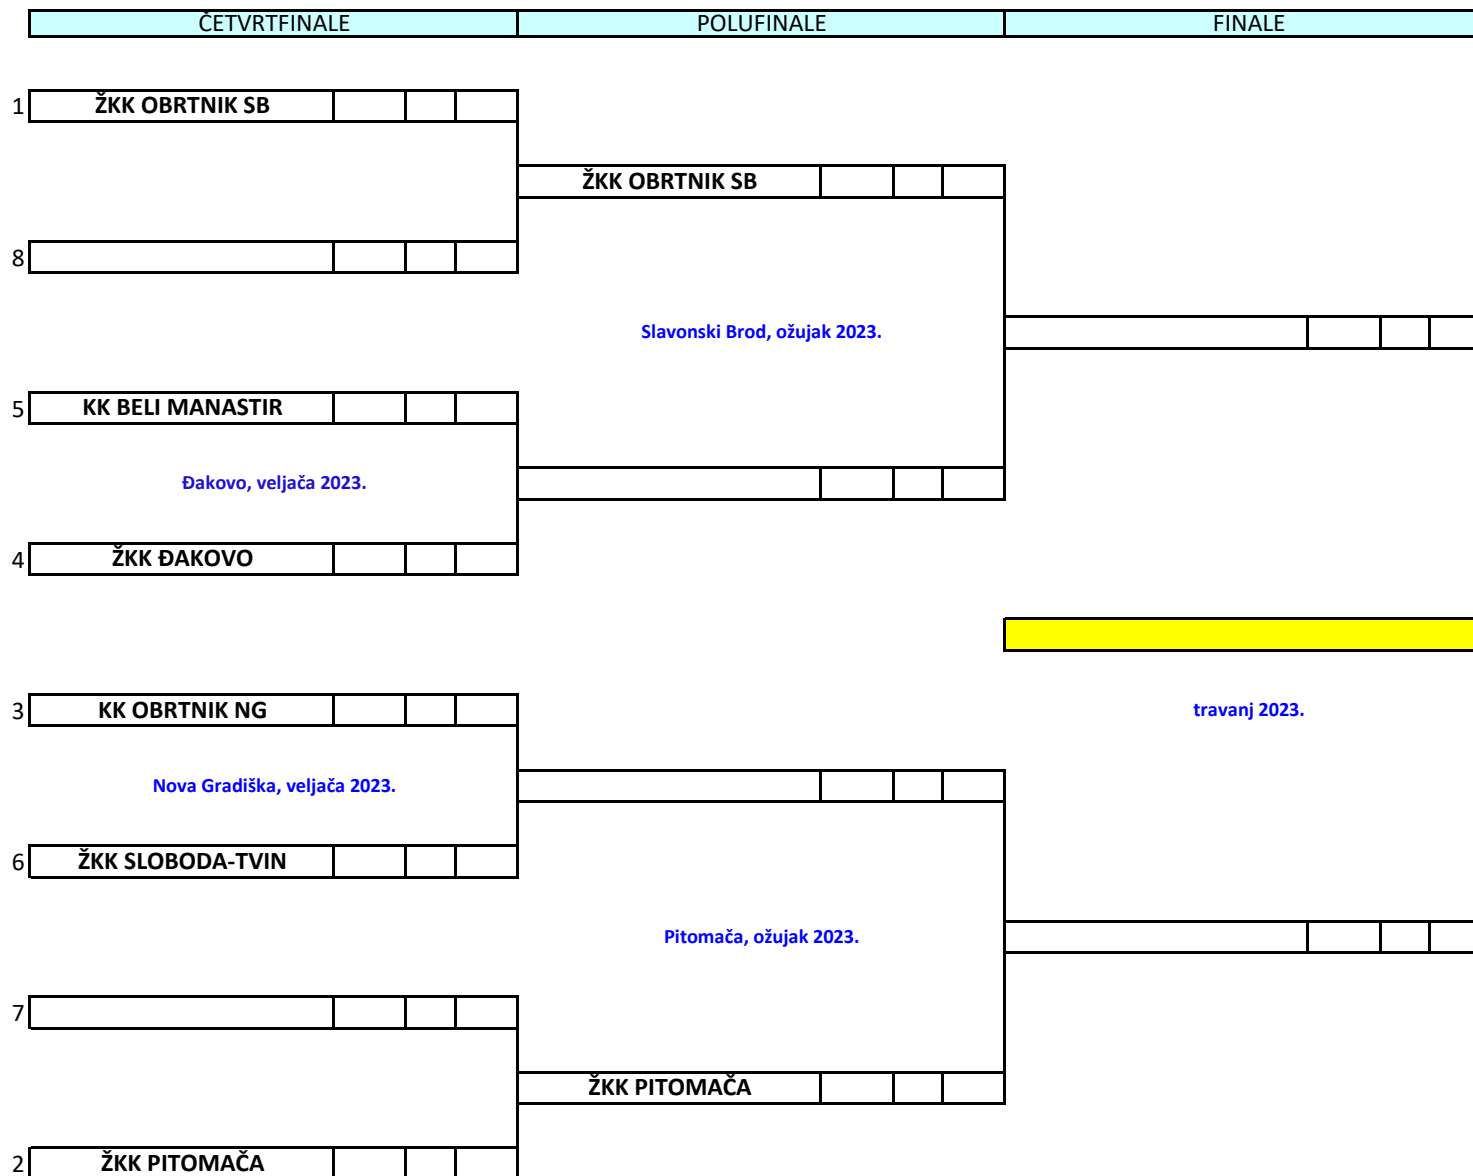 ČETVRTFINALE POLUFINALE FINALE
1 ŽKK OBRTNIK SB
ŽKK OBRTNIK SB
8
Slavonski Brod, ožujak 2023.
5 KK BELI MANASTIR
Đakovo, veljača 2023.
4 ŽKK ĐAKOVO
3 KK OBRTNIK NG
travanj 2023.
Nova Gradiška, veljača 2023.
6 ŽKK SLOBODA-TVIN
Pitomača, ožujak 2023.
7
ŽKK PITOMAČA
2 ŽKK PITOMAČA